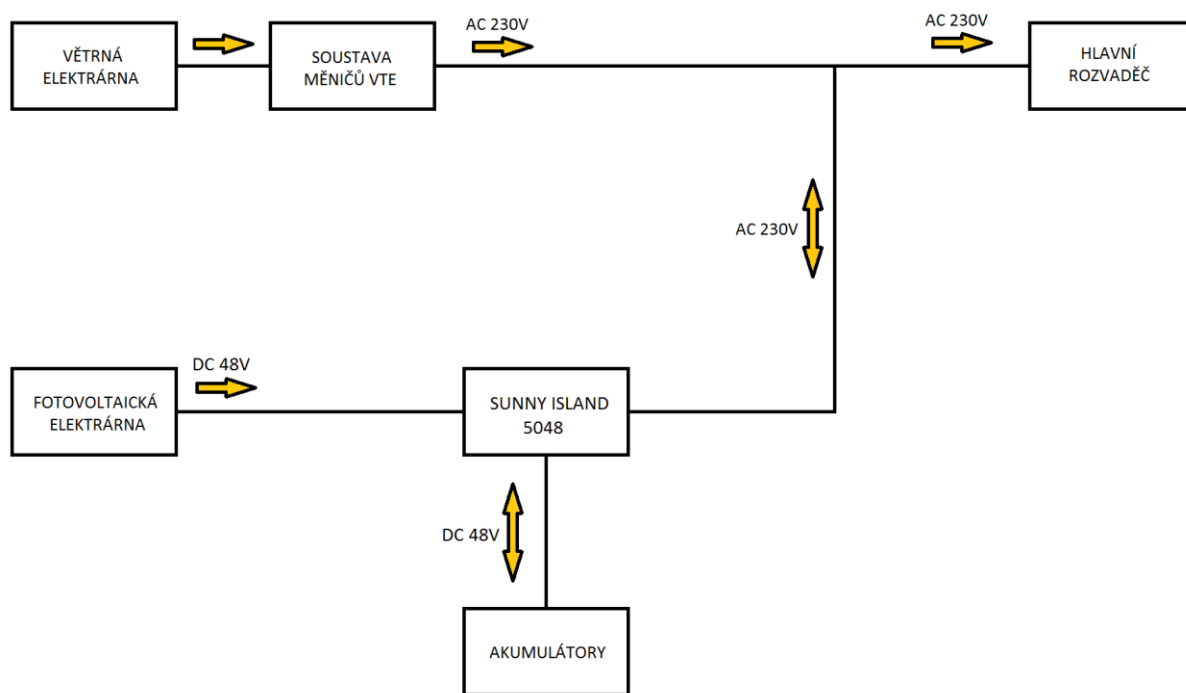 AC 230V
AC 230V
VĚTRNÁ
ELEKTRÁRNA
SOUSTAVA
MĚNIČŮ VTE
HLAVNÍ
ROZVADĚČ
AC 230V
DC 48V
FOTOVOLTAICKÁ
ELEKTRÁRNA
SUNNY ISLAND
5048
DC 48V
AKUMULÁTORY